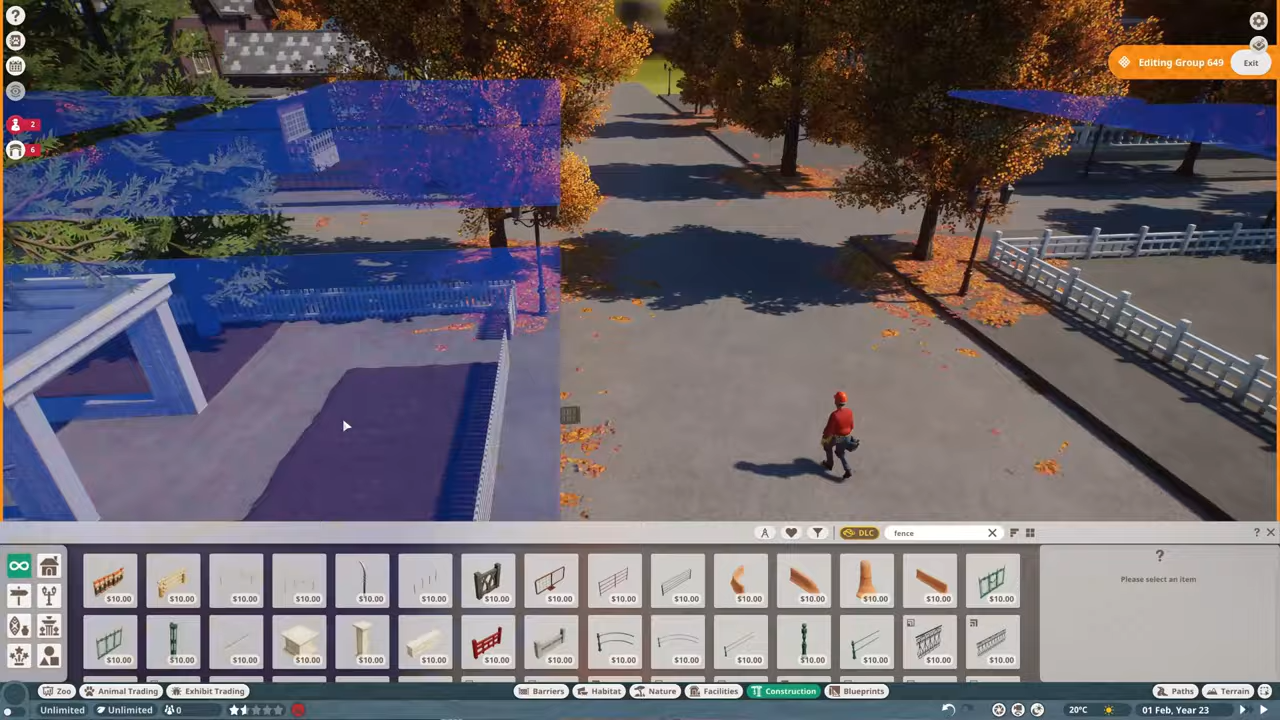 ?
Editing Group 649 Exit
2
6
DLC fence
? 
Please select an item
$10.00 $10.00 $10.00 $10.00 $10.00 $10.00 $10.00 $10.00 $10.00 $10.00 $10.00 $10.00 $10.00 $10.00 $10.00
$10.00 $10.00 $10.00 $10.00 $10.00 $10.00 $10.00 $10.00 $10.00 $10.00 $10.00 $10.00 $10.00 $10.00 $10.00
Zoo Animal Trading Exhibit Trading Barriers Habitat Nature Facilities Construction Blueprints Paths Terrain
Unlimited Unlimited 0 20°C 01 Feb, Year 23